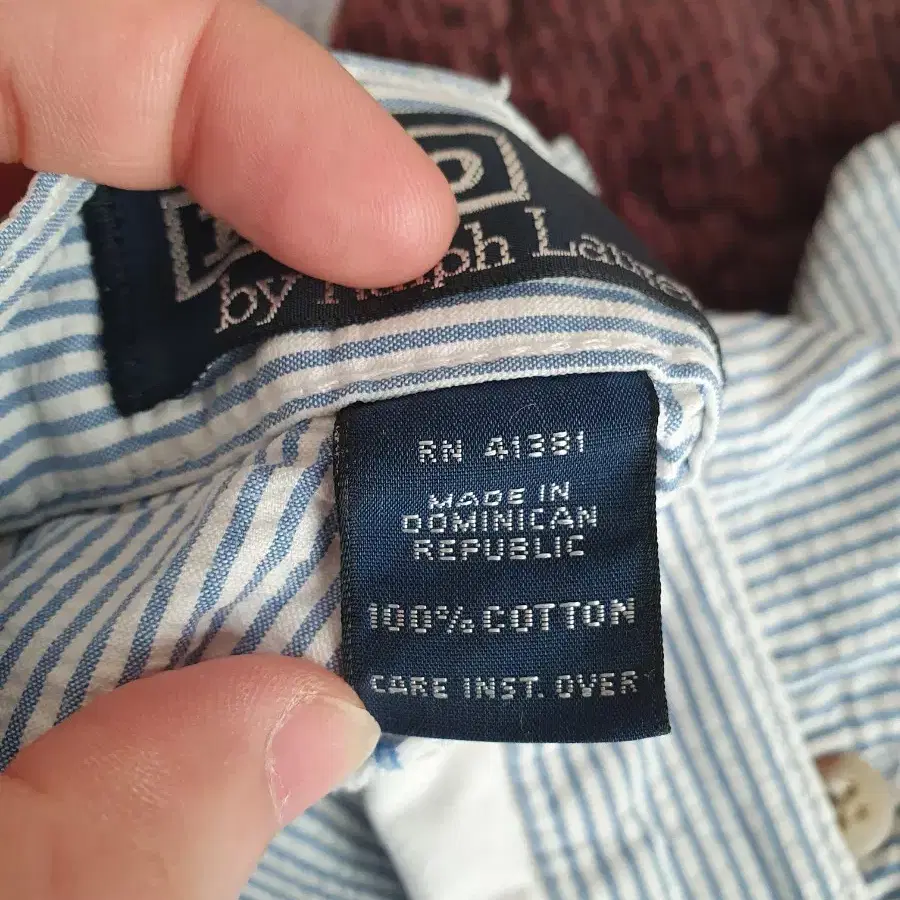 by Ralph Lauren
RN 41381
MADE IN
DOMINICAN
REPUBLIC
100% COTTON
CARE INST. OVER